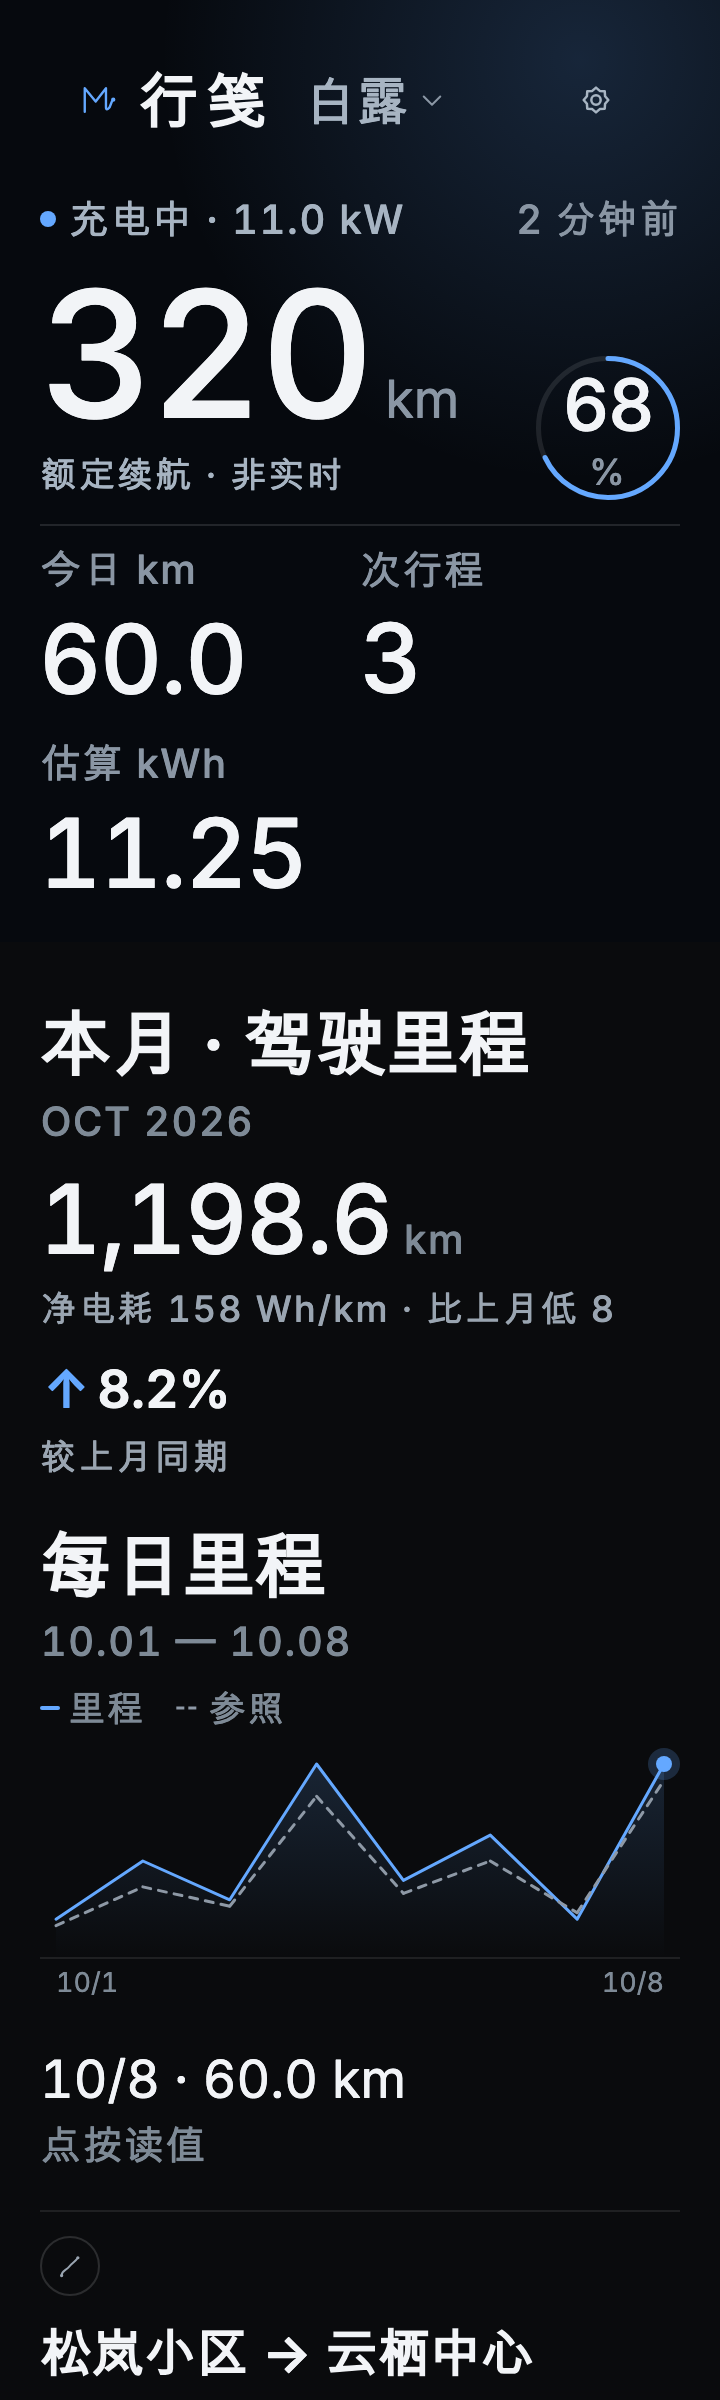 行笺 白露
充电中 · 11.0 kW 2 分钟前
320 km
68
%
额定续航 · 非实时
今日 km 次行程
60.0 3
估算 kWh
11.25
本月 · 驾驶里程
OCT 2026
1,198.6 km
净电耗 158 Wh/km · 比上月低 8
↑ 8.2%
较上月同期
每日里程
10.01 — 10.08
里程 -- 参照
10/1 10/8
10/8 · 60.0 km
点按读值
松岚小区 → 云栖中心